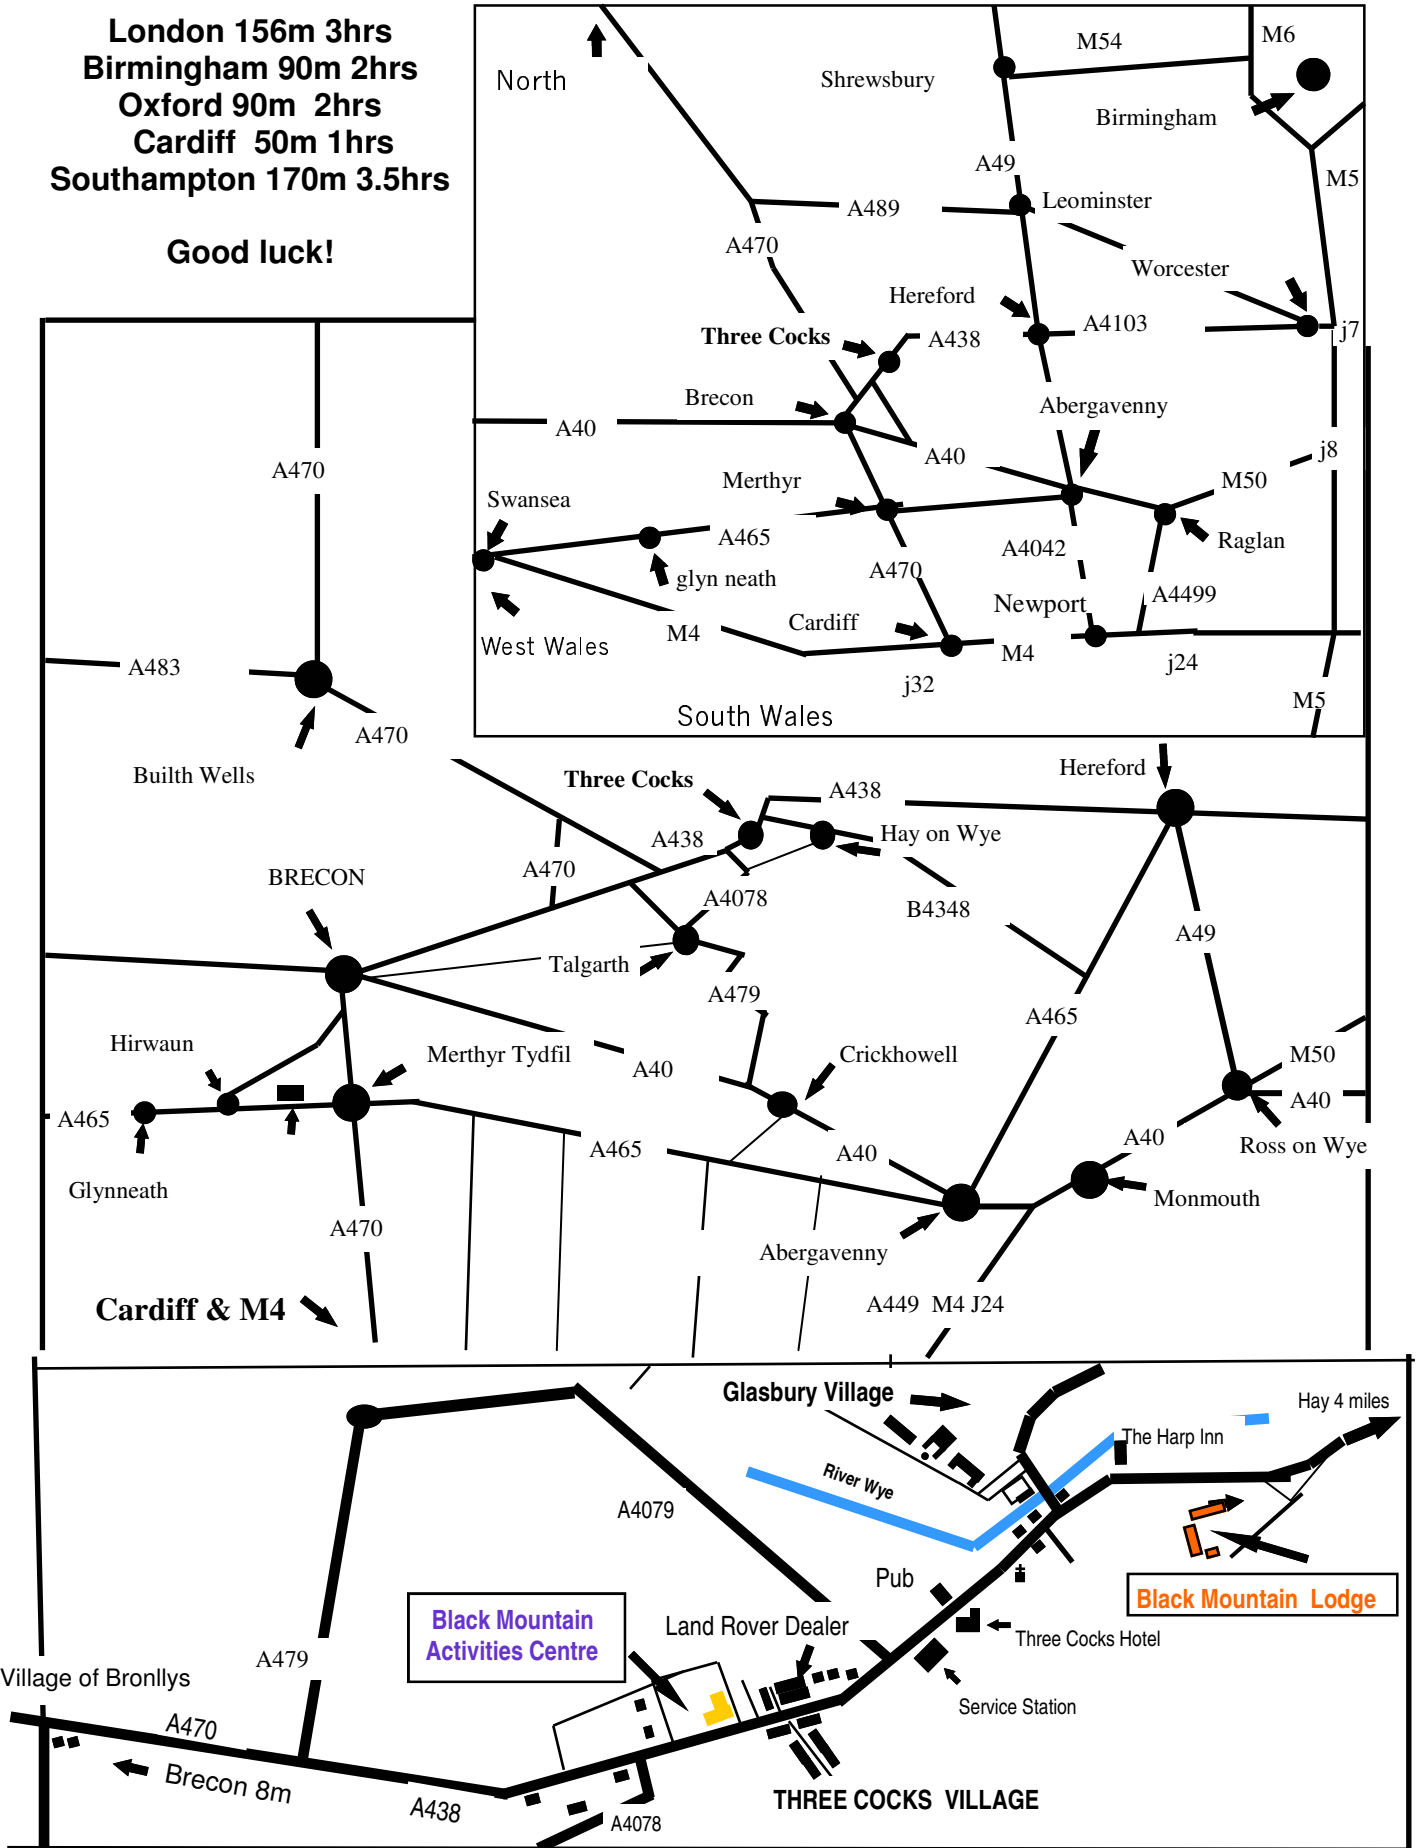 London 156m 3hrs
Birmingham 90m 2hrs
Oxford 90m  2hrs
Cardiff  50m 1hrs
Southampton 170m 3.5hrs
Good luck!
North
Shrewsbury
M54
M6
Birmingham
A49
M5
A489
Leominster
A470
Worcester
Hereford
Three Cocks
A438
A4103
j7
Brecon
Abergavenny
A40
A40
j8
Merthyr
M50
Swansea
A465
A4042
Raglan
glyn neath
A470
A4499
Newport
Cardiff
M4
West Wales
M4
j24
j32
M5
South Wales
A470
A483
A470
Builth Wells
Hereford
Three Cocks
A438
A438
Hay on Wye
A470
BRECON
A4078
B4348
A49
Talgarth
A479
A465
Hirwaun
Merthyr Tydfil
Crickhowell
M50
A40
A40
A465
A465
A40
A40
Ross on Wye
Glynneath
Monmouth
A470
Abergavenny
Cardiff & M4
A449  M4 J24
Glasbury Village
Hay 4 miles
The Harp Inn
River Wye
A4079
Pub
Black Mountain  Lodge
Black Mountain
Activities Centre
Land Rover Dealer
Three Cocks Hotel
A479
Village of Bronllys
Service Station
A470
Brecon 8m
THREE COCKS  VILLAGE
A438
A4078